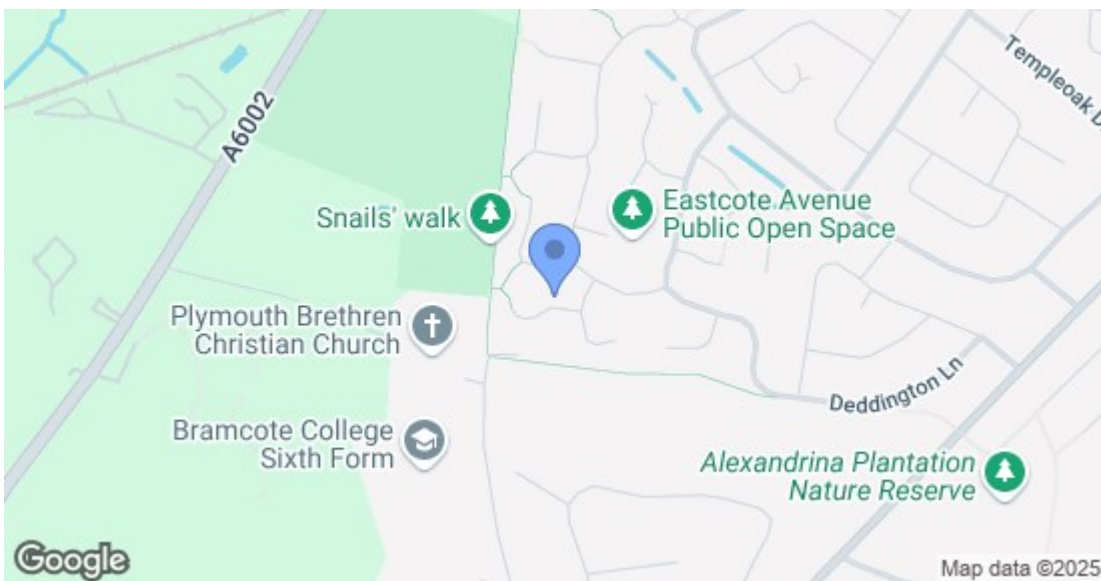 Templeoak D
A6002
Snails' walk
Eastcote Avenue
Public Open Space
Plymouth Brethren
Christian Church
Deddington Ln
Bramcote College
Sixth Form
Alexandrina Plantation
Nature Reserve
Google
Map data ©2025